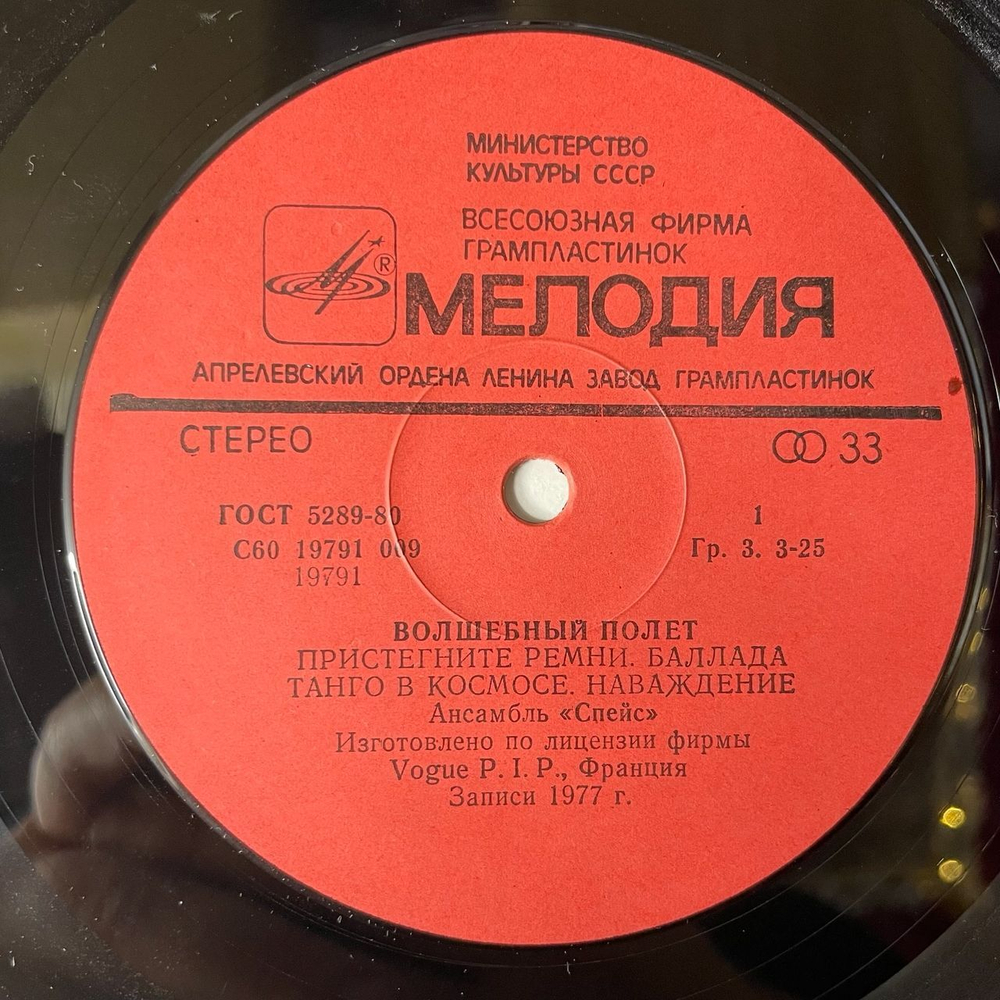 МИНИСТЕРСТВО
КУЛЬТУРЫ СССР
ВСЕСОЮЗНАЯ ФИРМА
ГРАМПЛАСТИНОК
®
МЕЛОДИЯ
АПРЕЛЕВСКИЙ ОРДЕНА ЛЕНИНА ЗАВОД ГРАМПЛАСТИНОК
СТЕРЕО 33
ГОСТ 5289-80 1
С60 19791 009 Гр. 3. 3-25
19791
ВОЛШЕБНЫЙ ПОЛЕТ
ПРИСТЕГНИТЕ РЕМНИ. БАЛЛАДА
ТАНГО В КОСМОСЕ. НАВАЖДЕНИЕ
Ансамбль «Спейс»
Изготовлено по лицензии фирмы
Vogue P. I. P., Франция
Записи 1977 г.